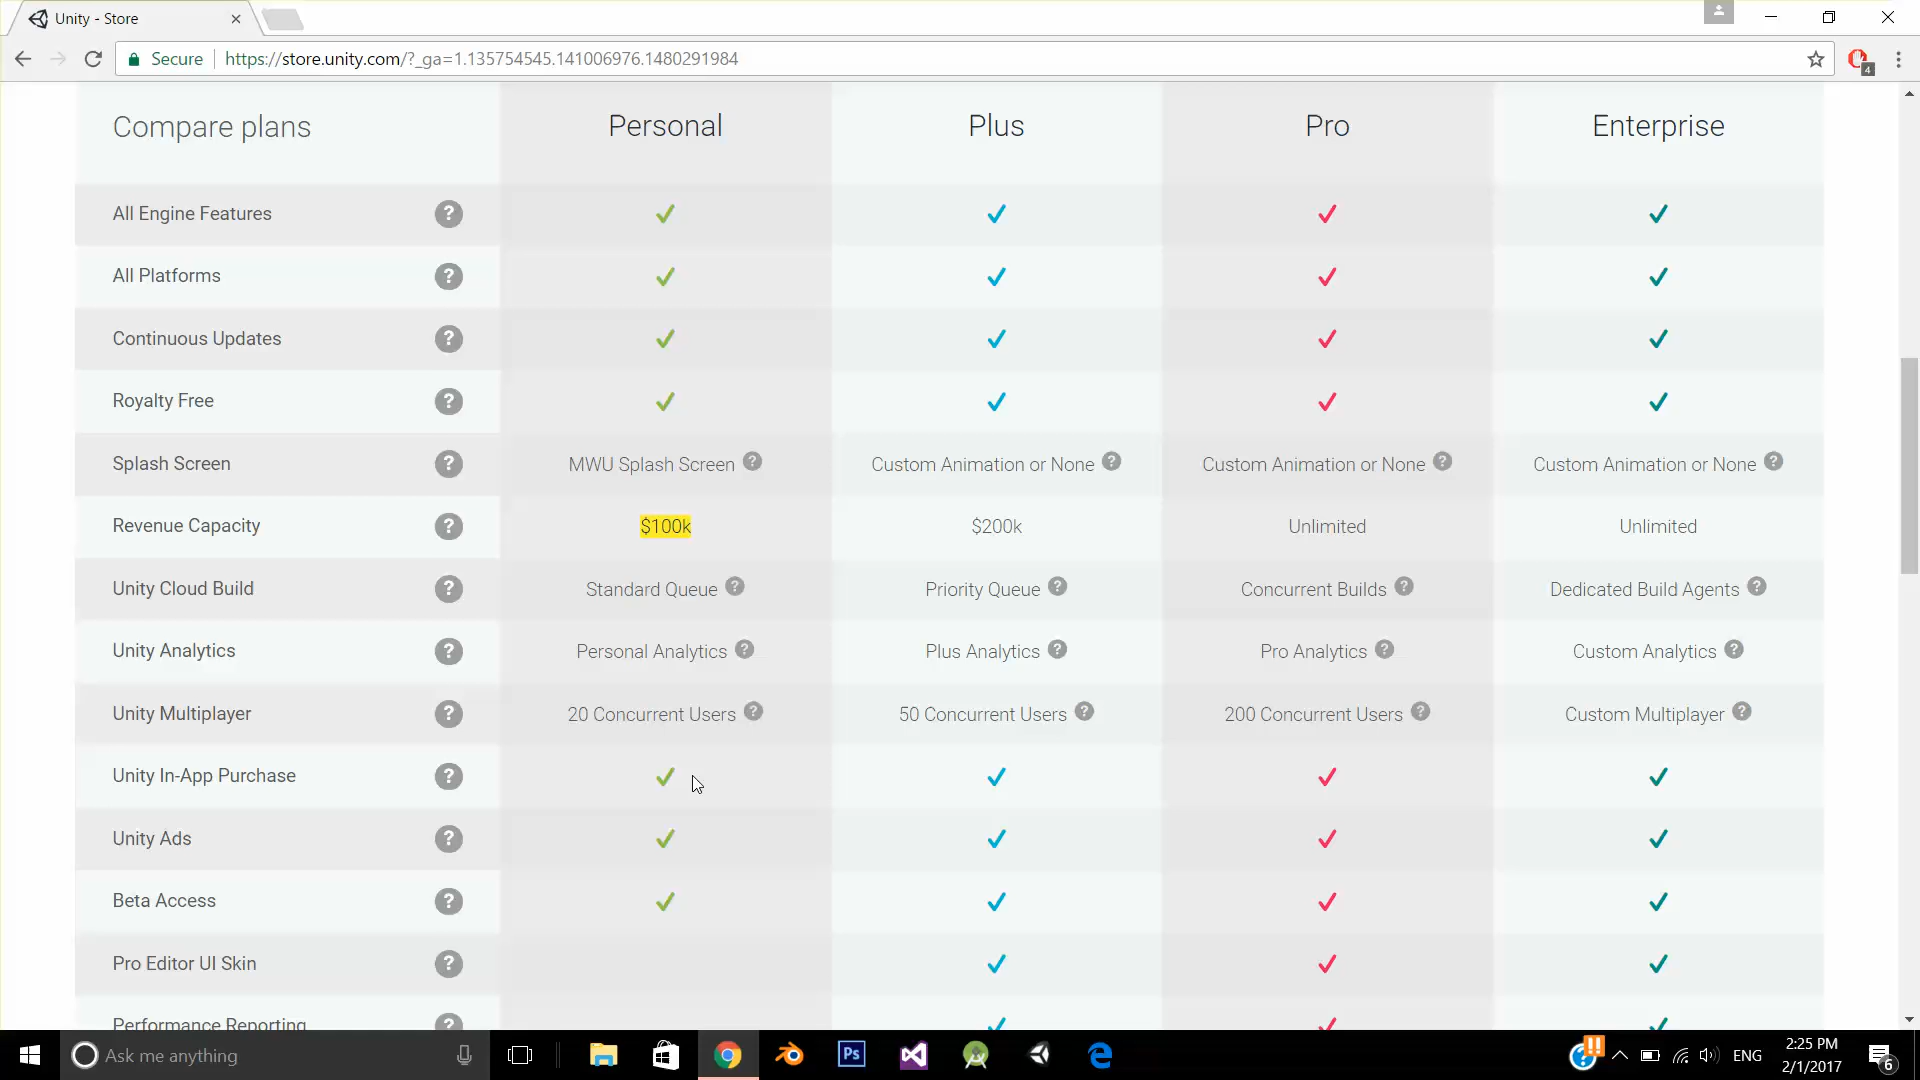 Unity - Store
Secure https://store.unity.com/?_ga=1.135754545.141006976.1480291984
4
Compare plans Personal Plus Pro Enterprise
All Engine Features ? ✓ ✓ ✓ ✓
All Platforms ? ✓ ✓ ✓ ✓
Continuous Updates ? ✓ ✓ ✓ ✓
Royalty Free ? ✓ ✓ ✓ ✓
Splash Screen ? MWU Splash Screen ? Custom Animation or None ? Custom Animation or None ? Custom Animation or None ?
Revenue Capacity ? $100k $200k Unlimited Unlimited
Unity Cloud Build ? Standard Queue ? Priority Queue ? Concurrent Builds ? Dedicated Build Agents ?
Unity Analytics ? Personal Analytics ? Plus Analytics ? Pro Analytics ? Custom Analytics ?
Unity Multiplayer ? 20 Concurrent Users ? 50 Concurrent Users ? 200 Concurrent Users ? Custom Multiplayer ?
Unity In-App Purchase ? ✓ ✓ ✓ ✓
Unity Ads ? ✓ ✓ ✓ ✓
Beta Access ? ✓ ✓ ✓ ✓
Pro Editor UI Skin ? ✓ ✓ ✓
Performance Reporting ? ✓ ✓ ✓
Ask me anything Ps ? !! ENG 2:25 PM
2/1/2017 6